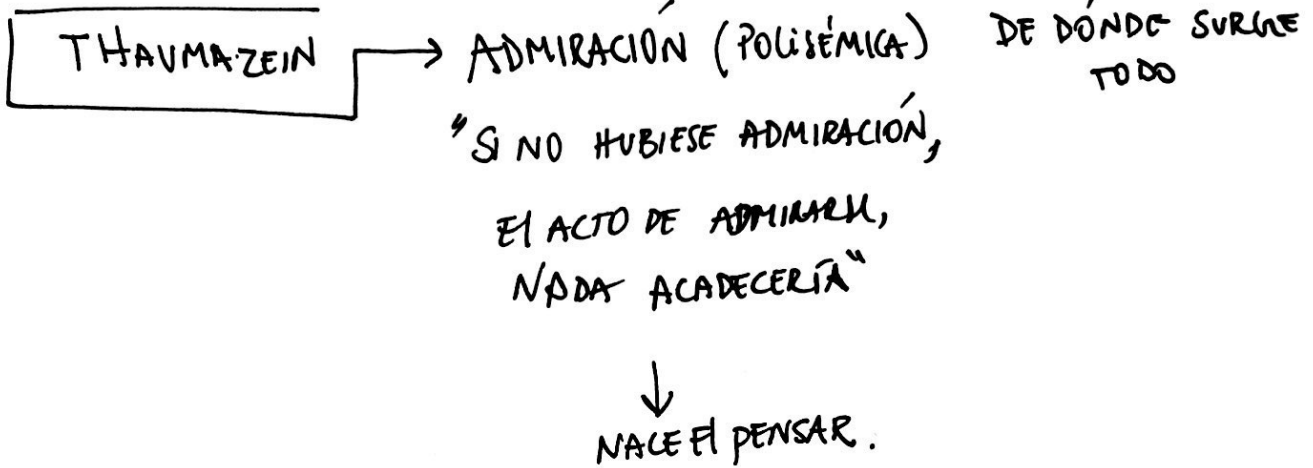 THAUMAZEIN → ADMIRACIÓN (POLISÉMICA) DE DÓNDE SURGE
TODO
"SI NO HUBIESE ADMIRACIÓN,
El ACTO DE ADMIRARSE,
NADA ACADECERÍA"
↓
NACE El PENSAR.